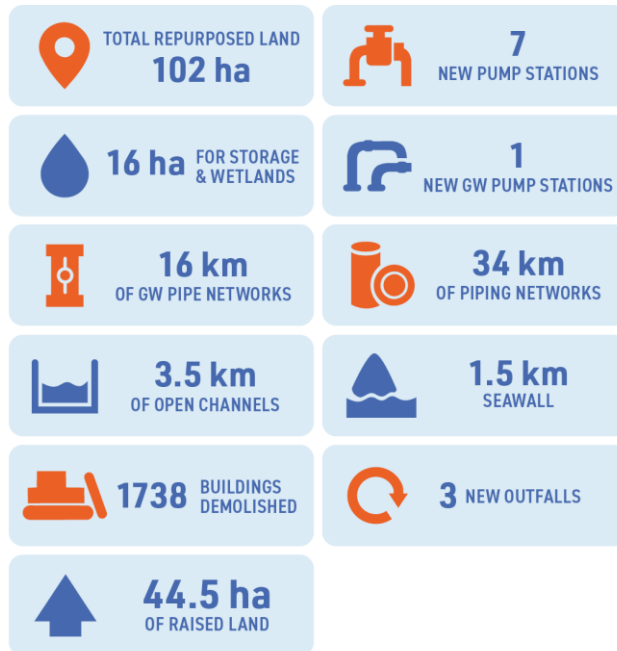 TOTAL REPURPOSED LAND
102 ha
7
NEW PUMP STATIONS
16 ha FOR STORAGE
& WETLANDS
1
NEW GW PUMP STATIONS
16 km
OF GW PIPE NETWORKS
34 km
OF PIPING NETWORKS
3.5 km
OF OPEN CHANNELS
1.5 km
SEAWALL
1738 BUILDINGS
DEMOLISHED
3 NEW OUTFALLS
44.5 ha
OF RAISED LAND